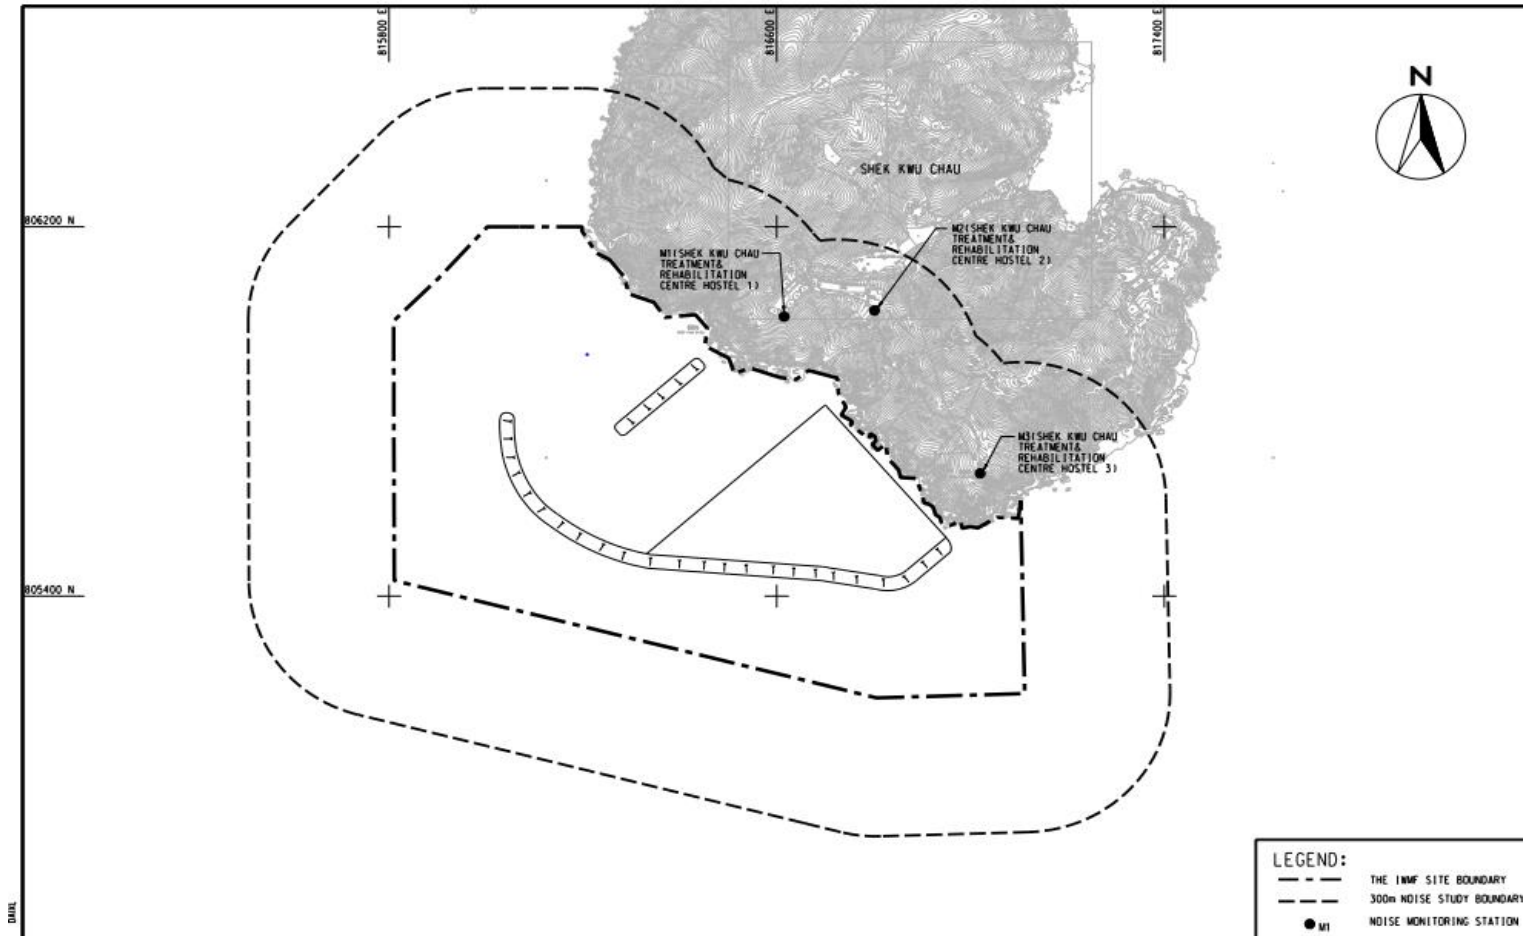 815800 E
816600 E
817400 E
N
SHEK KWU CHAU
806200 N
M1(SHEK KWU CHAU
TREATMENT&
REHABILITATION
CENTRE HOSTEL 1)
M2(SHEK KWU CHAU
TREATMENT&
REHABILITATION
CENTRE HOSTEL 2)
M3(SHEK KWU CHAU
TREATMENT&
REHABILITATION
CENTRE HOSTEL 3)
805400 N
LEGEND:
THE IWMF SITE BOUNDARY
300m NOISE STUDY BOUNDARY
M1 NOISE MONITORING STATION